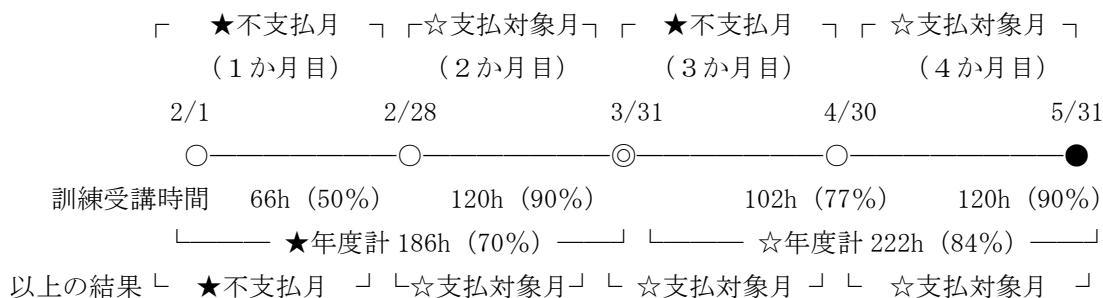 ┌ ★不支払月 ┐┌☆支払対象月┐┌ ★不支払月 ┐┌ ☆支払対象月 ┐
(1か月目) (2か月目) (3か月目) (4か月目)
2/1 2/28 3/31 4/30 5/31
○――――――――○――――――――◎――――――――○――――――――●
訓練受講時間 66h(50%) 120h(90%) 102h(77%) 120h(90%)
└―――― ★年度計 186h(70%) ――┘ └―――― ☆年度計 222h(84%) ――┘
以上の結果 └ ★不支払月 ┘ └☆支払対象月┘ └ ☆支払対象月 ┘ └ ☆支払対象月 ┘